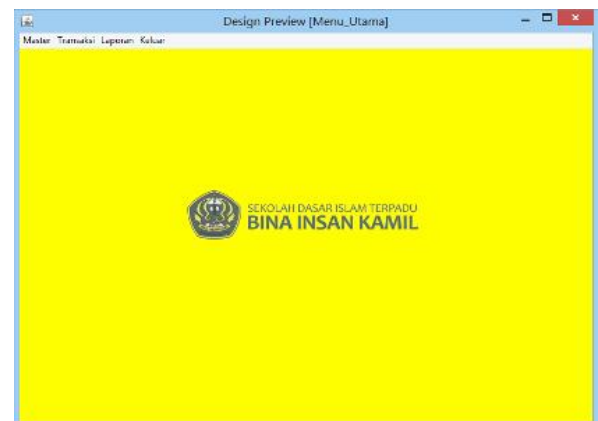 Design Preview [Menu_Utama]
Master Transaksi Laporan Keluar
SEKOLAH DASAR ISLAM TERPADU
BINA INSAN KAMIL